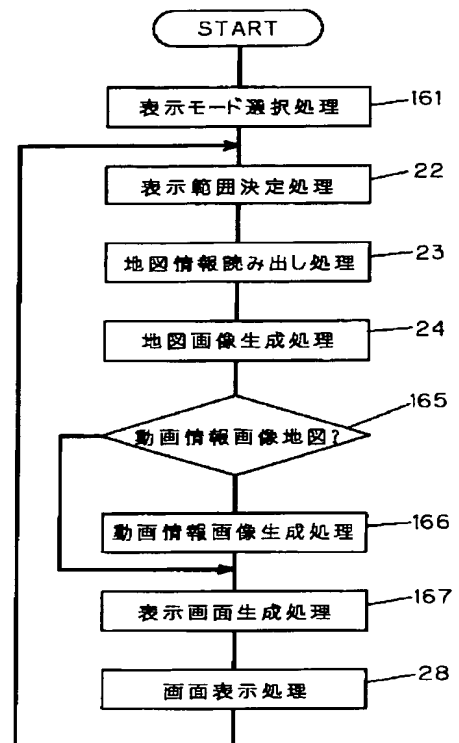 START
表示モード選択処理
161
表示範囲決定処理
22
地図情報読み出し処理
23
地図画像生成処理
24
動画情報画像地図?
165
動画情報画像生成処理
166
表示画面生成処理
167
画面表示処理
28